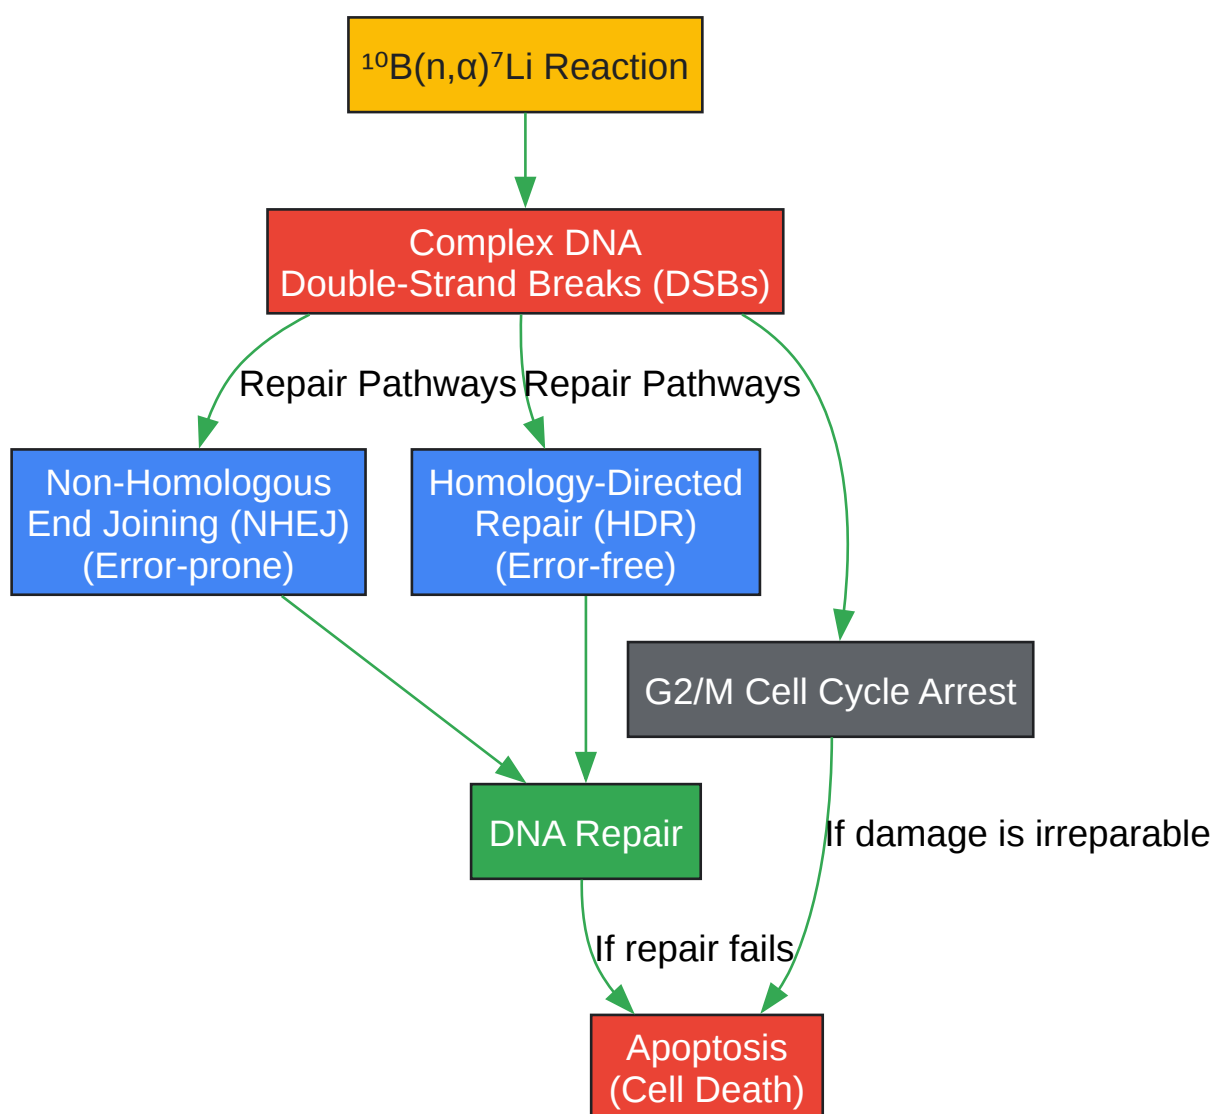 ¹⁰B(n,α)⁷Li Reaction
Complex DNA
Double-Strand Breaks (DSBs)
Repair Pathways
Repair Pathways
Non-Homologous
End Joining (NHEJ)
(Error-prone)
Homology-Directed
Repair (HDR)
(Error-free)
G2/M Cell Cycle Arrest
DNA Repair
If damage is irreparable
If repair fails
Apoptosis
(Cell Death)